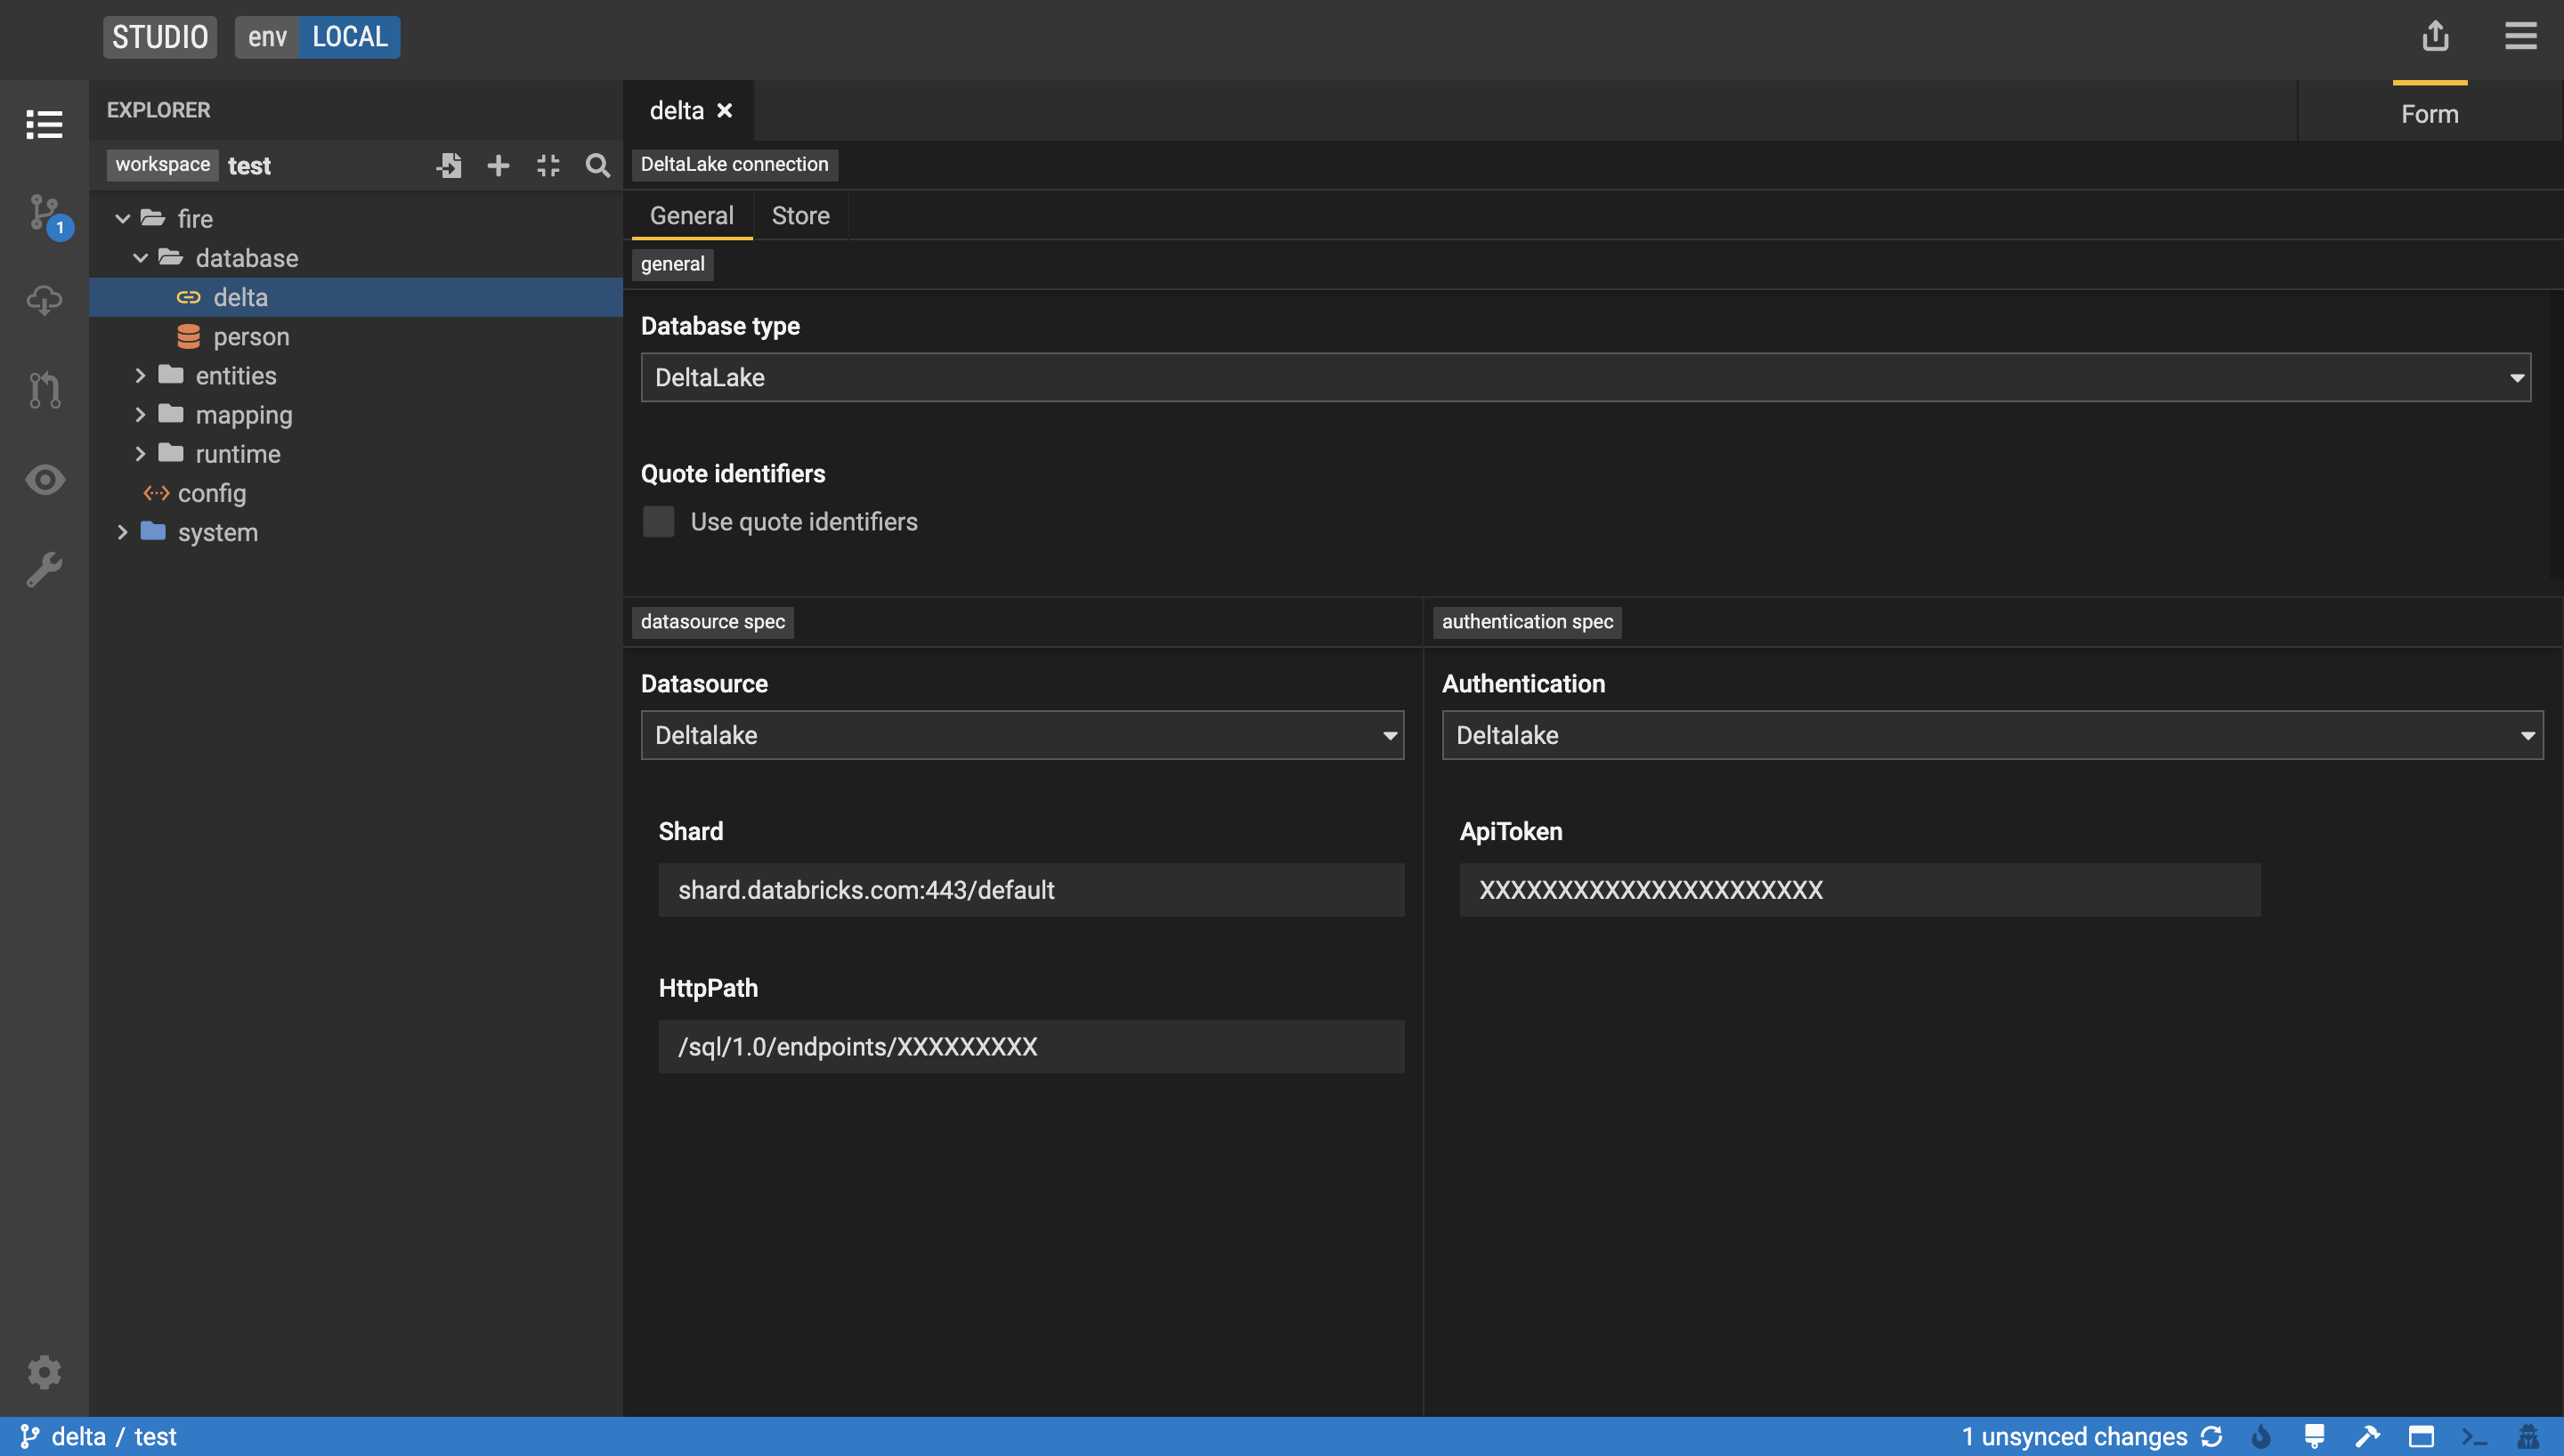 STUDIO env LOCAL
EXPLORER
workspace test
fire
database
delta
person
entities
mapping
runtime
config
system
1
delta
Form
DeltaLake connection
General Store
general
Database type
DeltaLake
Quote identifiers
Use quote identifiers
datasource spec
Datasource
Deltalake
Shard
shard.databricks.com:443/default
HttpPath
/sql/1.0/endpoints/XXXXXXXXX
authentication spec
Authentication
Deltalake
ApiToken
XXXXXXXXXXXXXXXXXXXXXX
delta / test
1 unsynced changes